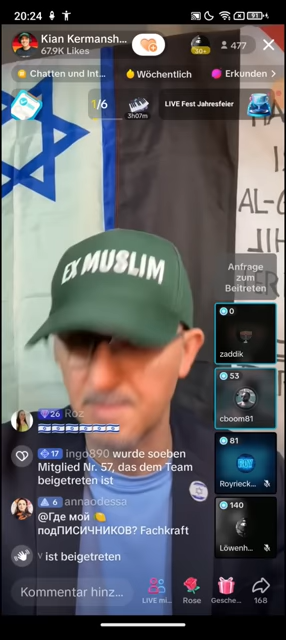 20:24
91
Kian Kermansh...
67.9K Likes
20+
477
Chatten und Int...
Wöchentlich
Erkunden >
1/6
3h07m
LIVE Fest Jahresfeier
EX MUSLIM
Anfrage
zum
Beitreten
0
zaddik
53
cboom81
81
Royrieck...
140
Löwenh...
26 Roz
17 ingo890 wurde soeben
Mitglied Nr. 57, das dem Team
beigetreten ist
6 annaodessa
@Где мой 🍋
подПИСИЧНИКОВ? Fachkraft
V ist beigetreten
Kommentar hinz...
LIVE mi...
Rose
Gesche...
168